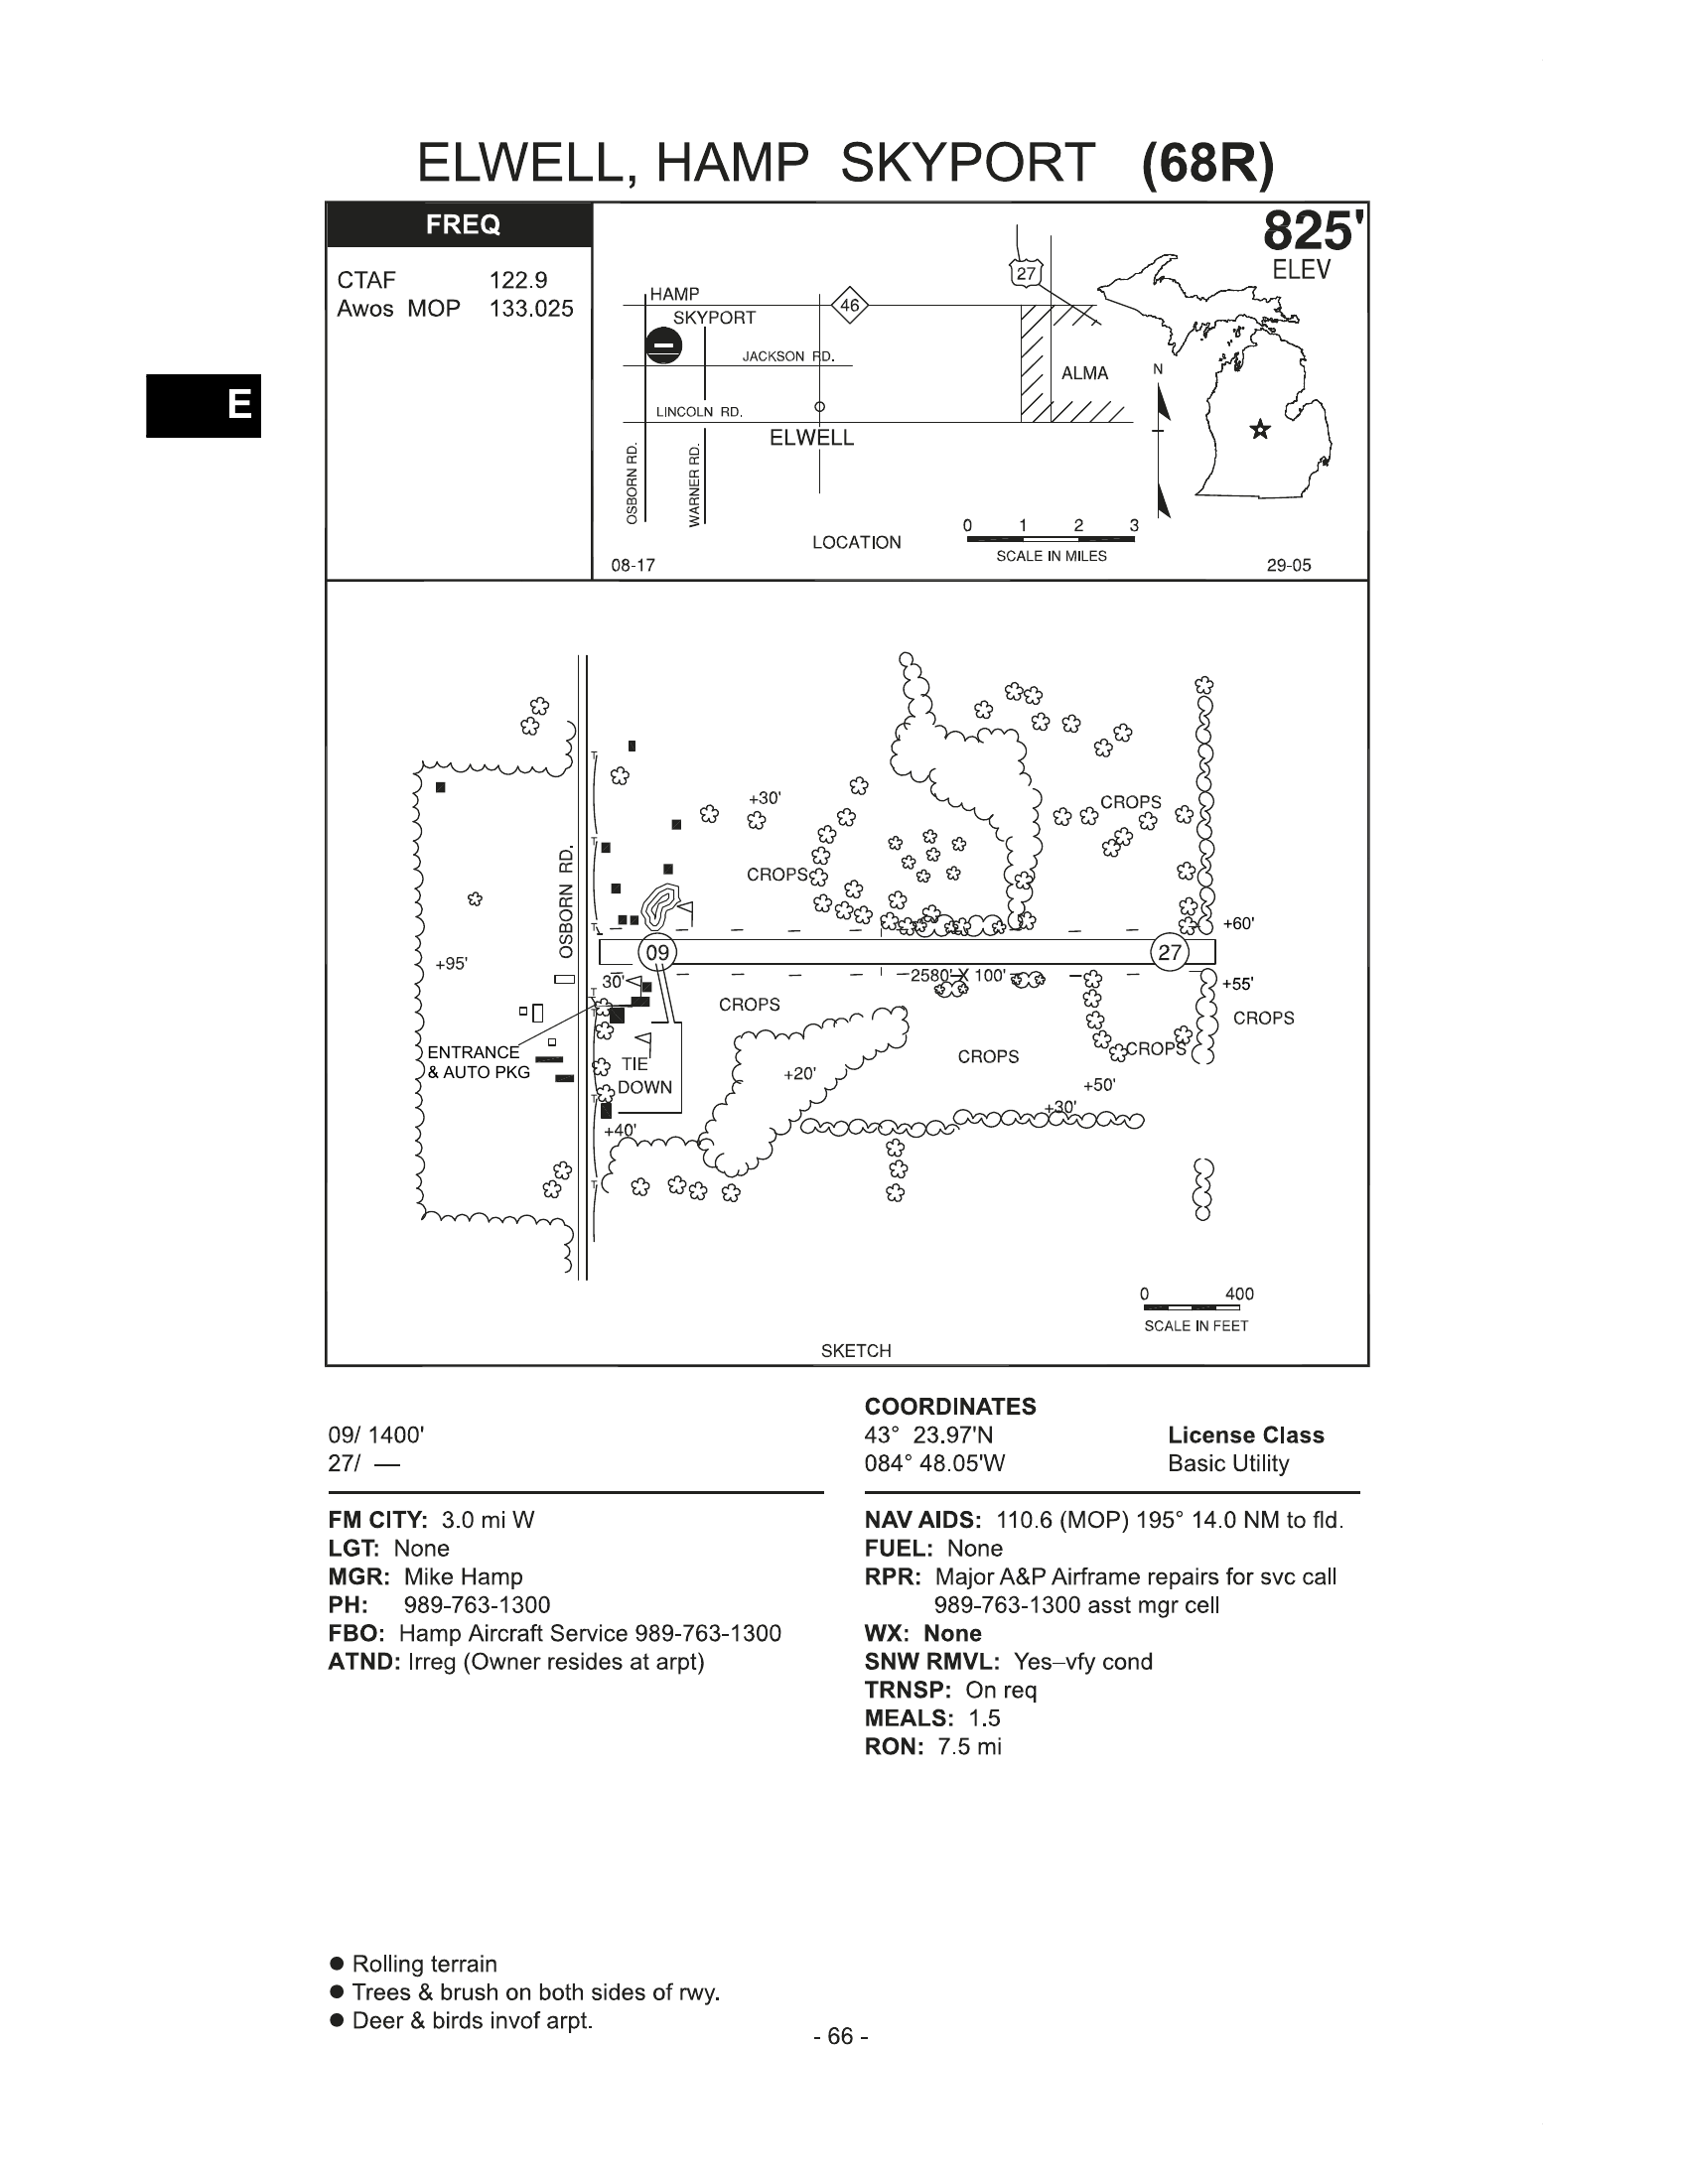 ELWELL, HAMP SKYPORT (68R)
FREQ
CTAF 122.9
Awos MOP 133.025
E
825'
ELEV
27
HAMP
SKYPORT
46
JACKSON RD.
ALMA
N
LINCOLN RD.
ELWELL
OSBORN RD.
WARNER RD.
LOCATION
0 1 2 3
SCALE IN MILES
08-17
29-05
+30'
CROPS
OSBORN RD.
CROPS
+60'
09
27
+95'
2580' X 100'
30'
+55'
CROPS
CROPS
ENTRANCE
& AUTO PKG
TIE
DOWN
CROPS
CROPS
+20'
+50'
+30'
+40'
0 400
SCALE IN FEET
SKETCH
09/ 1400'
27/ —
COORDINATES
43° 23.97'N
084° 48.05'W
License Class
Basic Utility
FM CITY: 3.0 mi W
LGT: None
MGR: Mike Hamp
PH: 989-763-1300
FBO: Hamp Aircraft Service 989-763-1300
ATND: Irreg (Owner resides at arpt)
NAV AIDS: 110.6 (MOP) 195° 14.0 NM to fld.
FUEL: None
RPR: Major A&P Airframe repairs for svc call
989-763-1300 asst mgr cell
WX: None
SNW RMVL: Yes–vfy cond
TRNSP: On req
MEALS: 1.5
RON: 7.5 mi
● Rolling terrain
● Trees & brush on both sides of rwy.
● Deer & birds invof arpt.
- 66 -